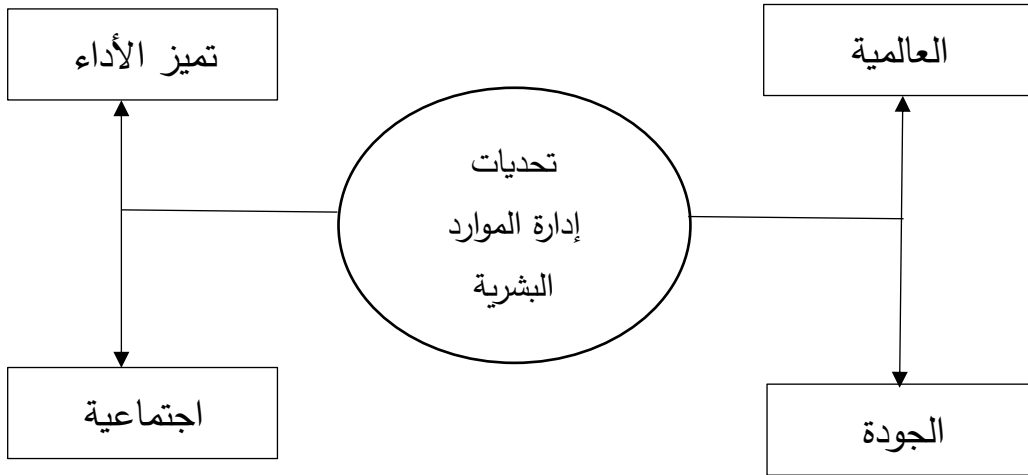 العالمية
تميز الأداء
تحديات
إدارة الموارد
البشرية
الجودة
اجتماعية